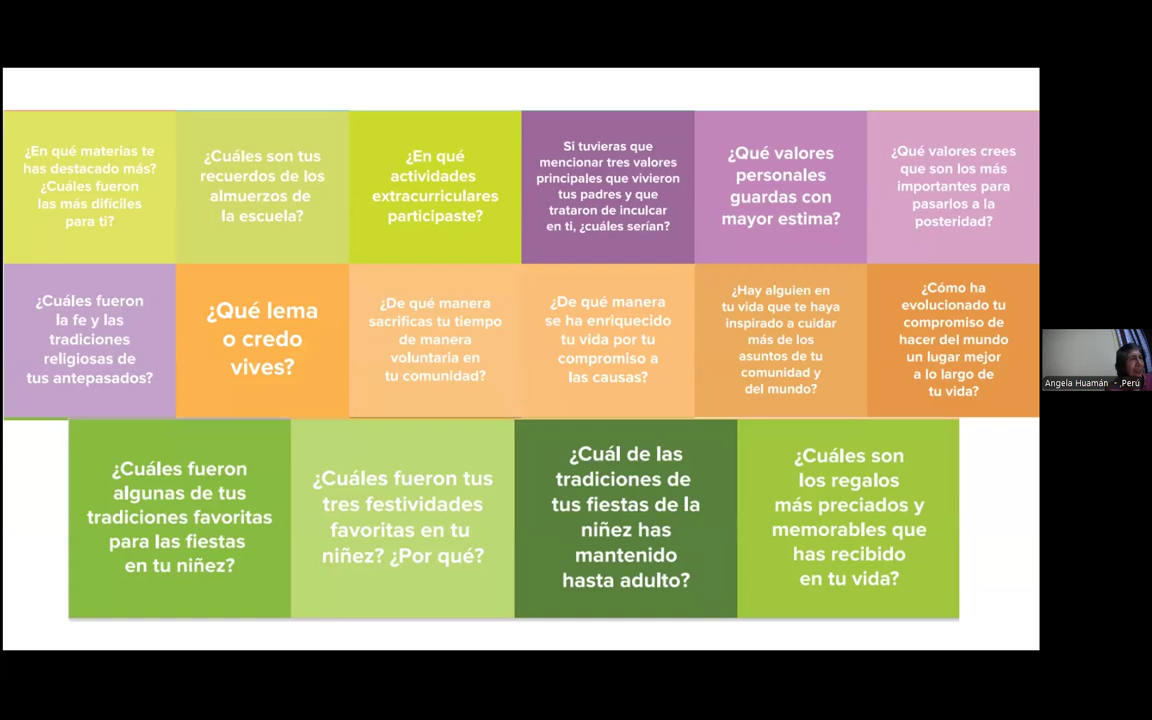 ¿En qué materias te
has destacado más?
¿Cuáles fueron
las más difíciles
para ti?
¿Cuáles son tus
recuerdos de los
almuerzos de
la escuela?
¿En qué
actividades
extracurriculares
participaste?
Si tuvieras que
mencionar tres valores
principales que vivieron
tus padres y que
trataron de inculcar
en ti, ¿cuáles serían?
¿Qué valores
personales
guardas con
mayor estima?
¿Qué valores crees
que son los más
importantes para
pasarlos a la
posteridad?
¿Cuáles fueron
la fe y las
tradiciones
religiosas de
tus antepasados?
¿Qué lema
o credo
vives?
¿De qué manera
sacrificas tu tiempo
de manera
voluntaria en
tu comunidad?
¿De qué manera
se ha enriquecido
tu vida por tu
compromiso a
las causas?
¿Hay alguien en
tu vida que te haya
inspirado a cuidar
más de los
asuntos de tu
comunidad y
del mundo?
¿Cómo ha
evolucionado tu
compromiso de
hacer del mundo
un lugar mejor
a lo largo de
tu vida?
Angela Huamán - ,Perú
¿Cuáles fueron
algunas de tus
tradiciones favoritas
para las fiestas
en tu niñez?
¿Cuáles fueron tus
tres festividades
favoritas en tu
niñez? ¿Por qué?
¿Cuál de las
tradiciones de
tus fiestas de la
niñez has
mantenido
hasta adulto?
¿Cuáles son
los regalos
más preciados y
memorables que
has recibido
en tu vida?